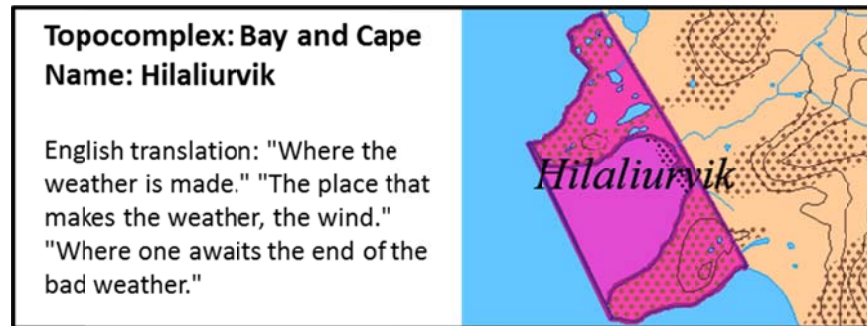 Topocomplex: Bay and Cape
Name: Hilaliurvik
English translation: "Where the
weather is made." "The place that
makes the weather, the wind."
"Where one awaits the end of the
bad weather."
Hilaliurvik